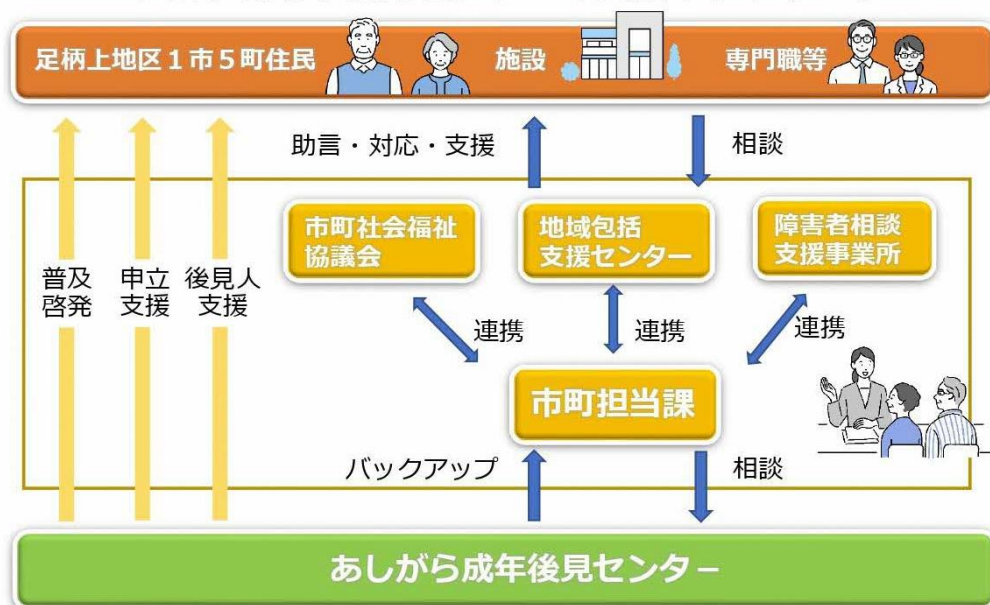 足柄上地区１市５町住民
施設
専門職等
助言・対応・支援
相談
市町社会福祉
協議会
地域包括
支援センター
障害者相談
支援事業所
普及
啓発
申立
支援
後見人
支援
連携
連携
連携
市町担当課
バックアップ
相談
あしがら成年後見センター